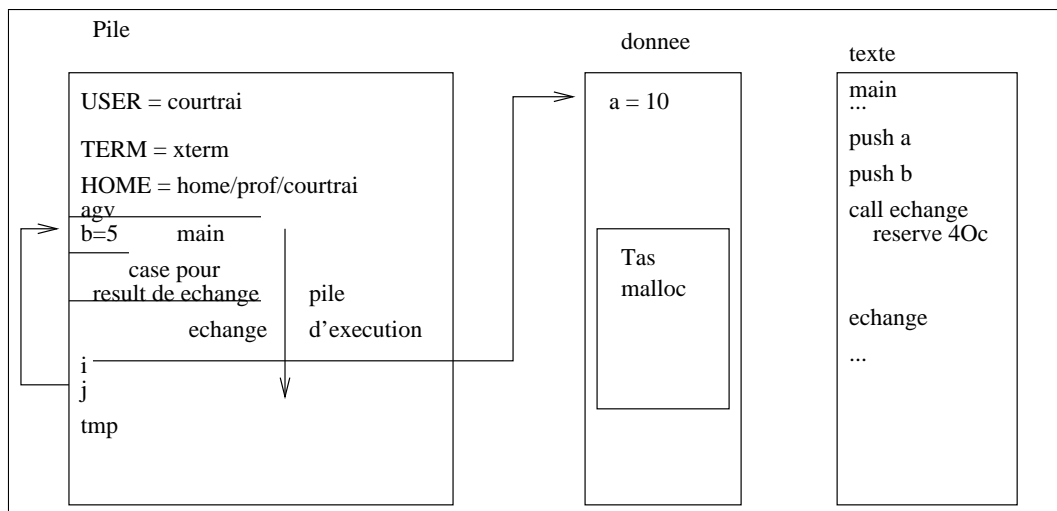 Pile
USER = courtrai
TERM = xterm
HOME = home/prof/courtrai
agv
b=5 main
case pour
result de echange
pile
echange
d'execution
i
j
tmp
donnee
a = 10
Tas
malloc
texte
main
...
push a
push b
call echange
reserve 4Oc
echange
...